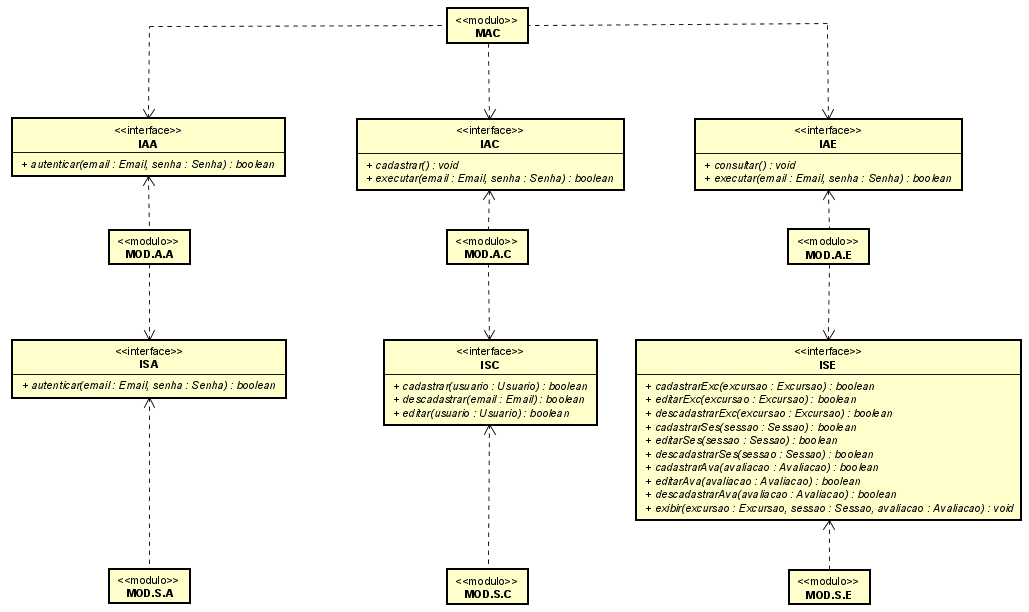 <<modulo>>
MAC
<<interface>>
IAA
+ autenticar(email : Email, senha : Senha) : boolean
<<interface>>
IAC
+ cadastrar() : void
+ executar(email : Email, senha : Senha) : boolean
<<interface>>
IAE
+ consultar() : void
+ executar(email : Email, senha : Senha) : boolean
<<modulo>>
MOD.A.A
<<modulo>>
MOD.A.C
<<modulo>>
MOD.A.E
<<interface>>
ISA
+ autenticar(email : Email, senha : Senha) : boolean
<<interface>>
ISC
+ cadastrar(usuario : Usuario) : boolean
+ descadastrar(email : Email) : boolean
+ editar(usuario : Usuario) : boolean
<<interface>>
ISE
+ cadastrarExc(excursao : Excursao) : boolean
+ editarExc(excursao : Excursao) : boolean
+ descadastrarExc(excursao : Excursao) : boolean
+ cadastrarSes(sessao : Sessao) : boolean
+ editarSes(sessao : Sessao) : boolean
+ descadastrarSes(sessao : Sessao) : boolean
+ cadastrarAva(avaliacao : Avaliacao) : boolean
+ editarAva(avaliacao : Avaliacao) : boolean
+ descadastrarAva(avaliacao : Avaliacao) : boolean
+ exibir(excursao : Excursao, sessao : Sessao, avaliacao : Avaliacao) : void
<<modulo>>
MOD.S.A
<<modulo>>
MOD.S.C
<<modulo>>
MOD.S.E